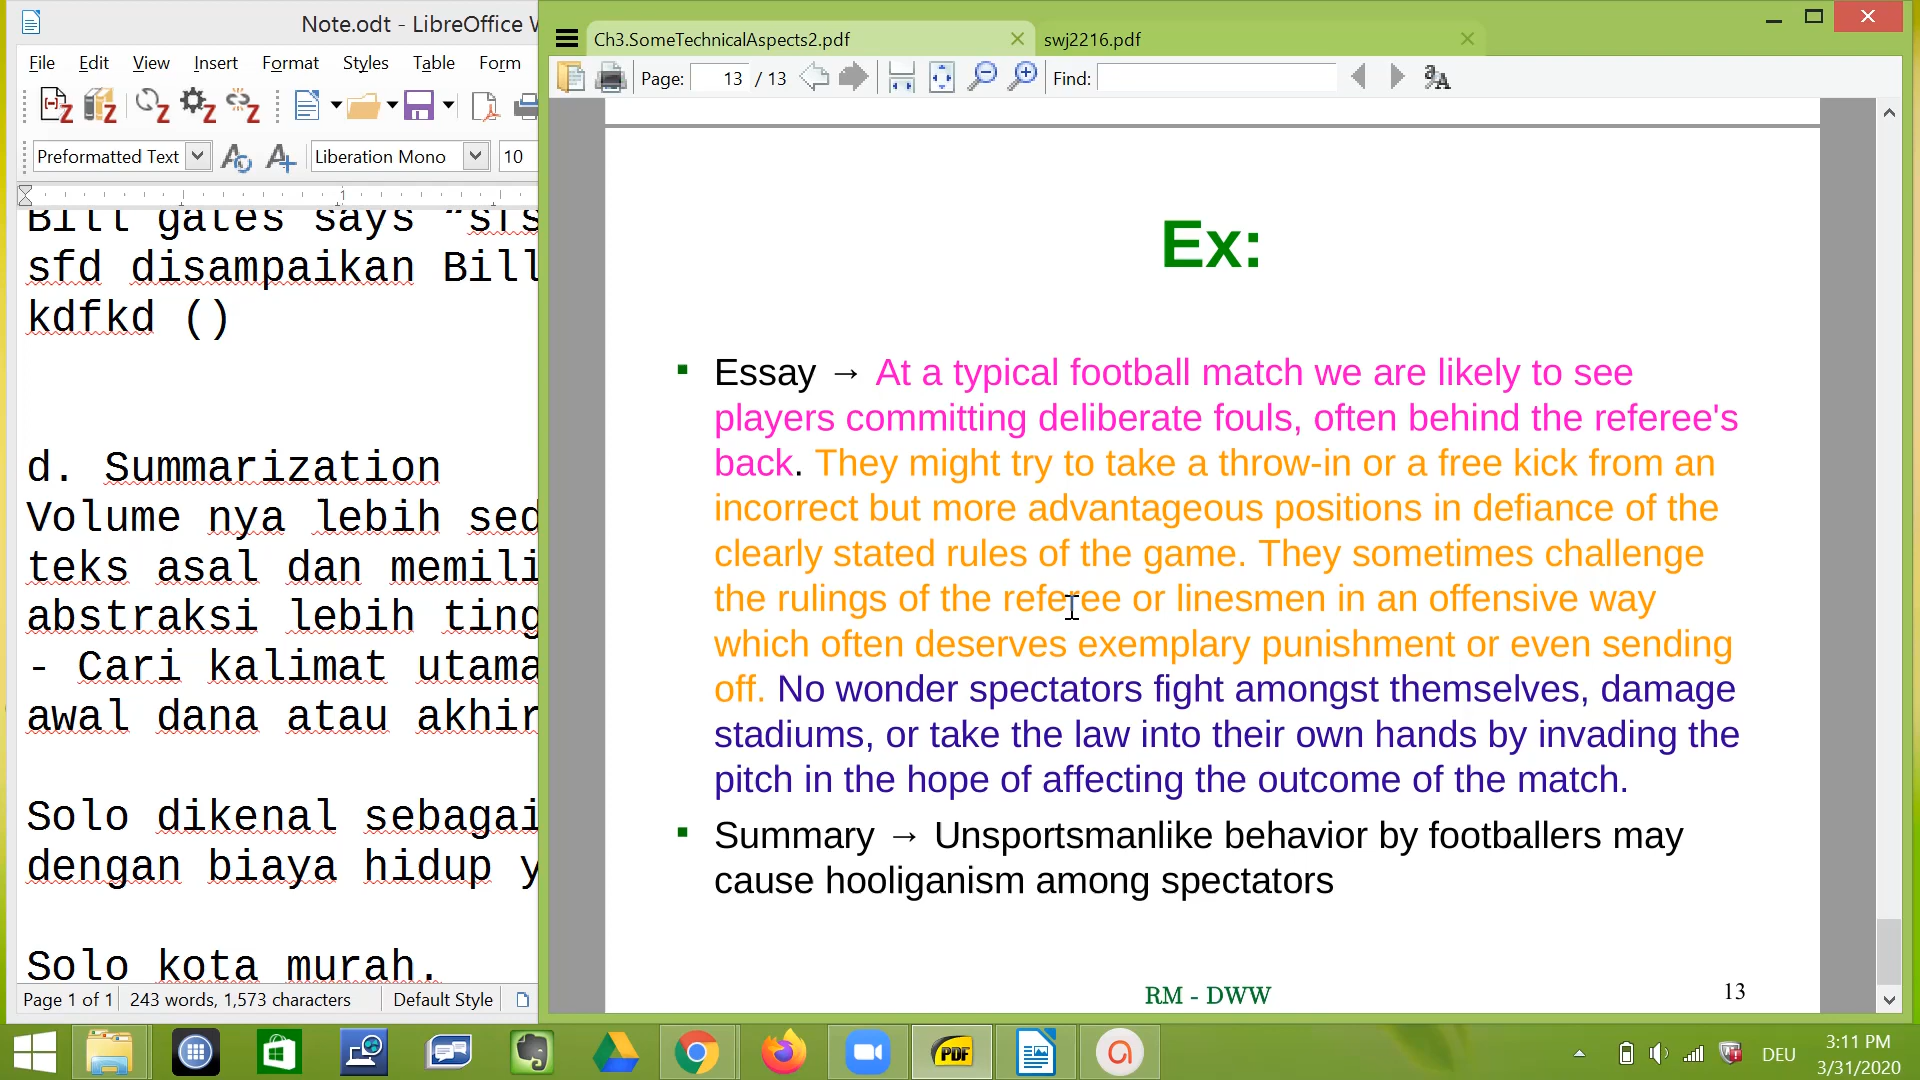 Note.odt - LibreOffice W
File Edit View Insert Format Styles Table Form
Preformatted Text Liberation Mono 10
Bill gates says “sfs
sfd disampaikan Bill
kdfkd ()
d. Summarization
Volume nya lebih sed
teks asal dan memili
abstraksi lebih ting
- Cari kalimat utama
awal dana atau akhir
Solo dikenal sebagai
dengan biaya hidup y
Solo kota murah.
Page 1 of 1 243 words, 1,573 characters Default Style
Ch3.SomeTechnicalAspects2.pdf swj2216.pdf
Page: 13 / 13 Find:
Ex:
▪ Essay → At a typical football match we are likely to see
players committing deliberate fouls, often behind the referee's
back. They might try to take a throw-in or a free kick from an
incorrect but more advantageous positions in defiance of the
clearly stated rules of the game. They sometimes challenge
the rulings of the referee or linesmen in an offensive way
which often deserves exemplary punishment or even sending
off. No wonder spectators fight amongst themselves, damage
stadiums, or take the law into their own hands by invading the
pitch in the hope of affecting the outcome of the match.
▪ Summary → Unsportsmanlike behavior by footballers may
cause hooliganism among spectators
RM - DWW 13
PDF
DEU
3:11 PM
3/31/2020